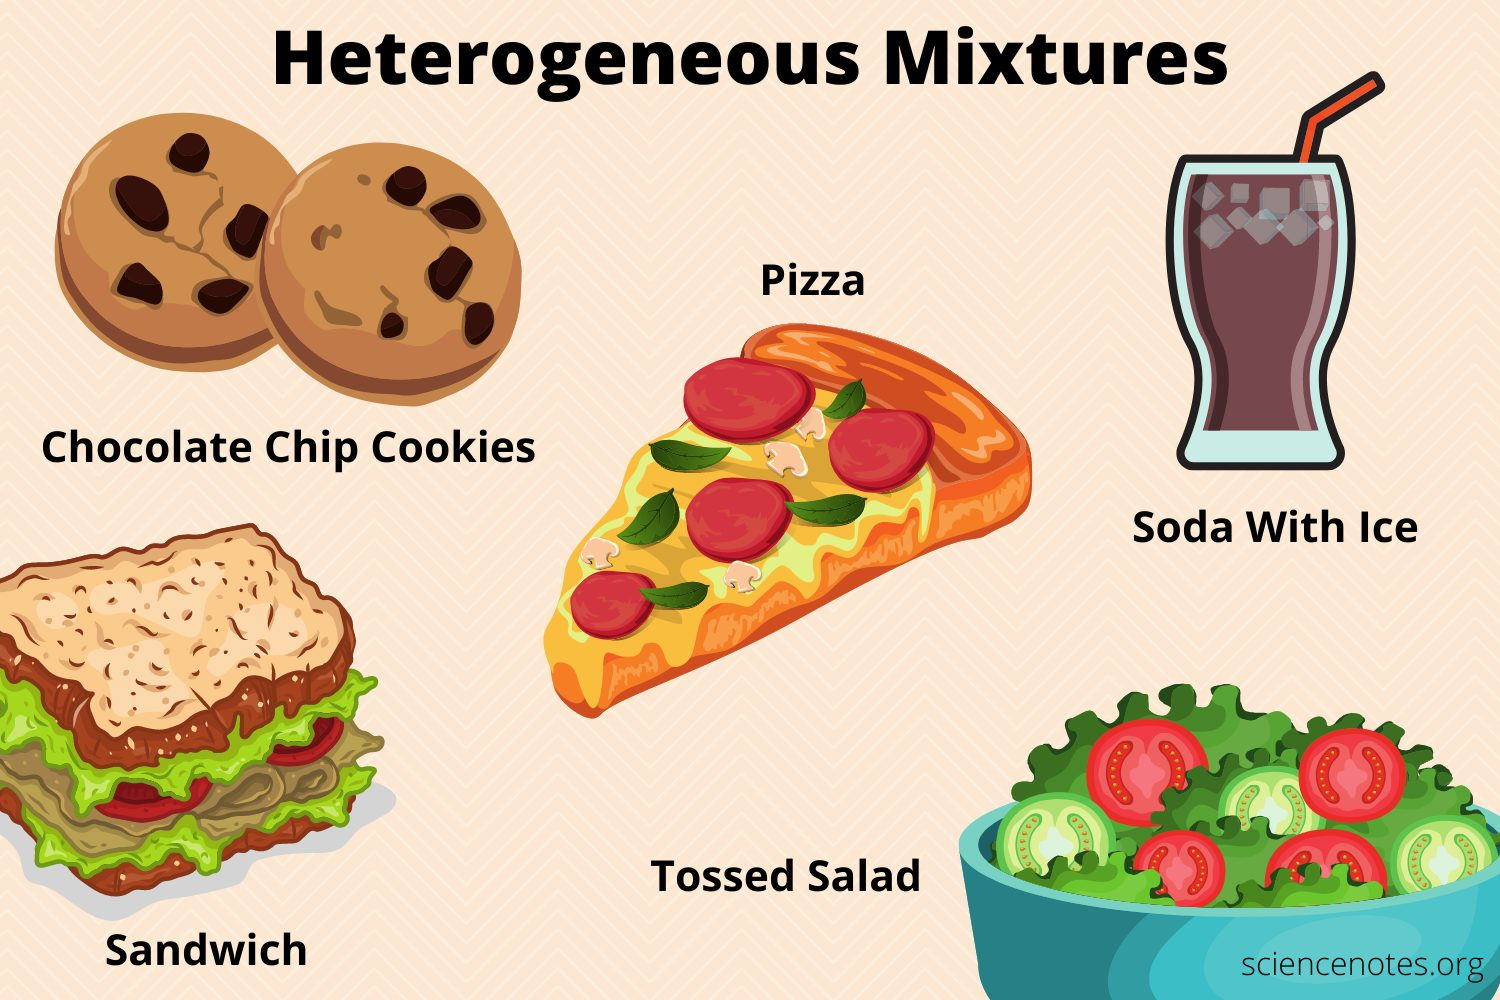 Heterogeneous Mixtures
Pizza
Chocolate Chip Cookies
Soda With Ice
Tossed Salad
Sandwich
sciencenotes.org